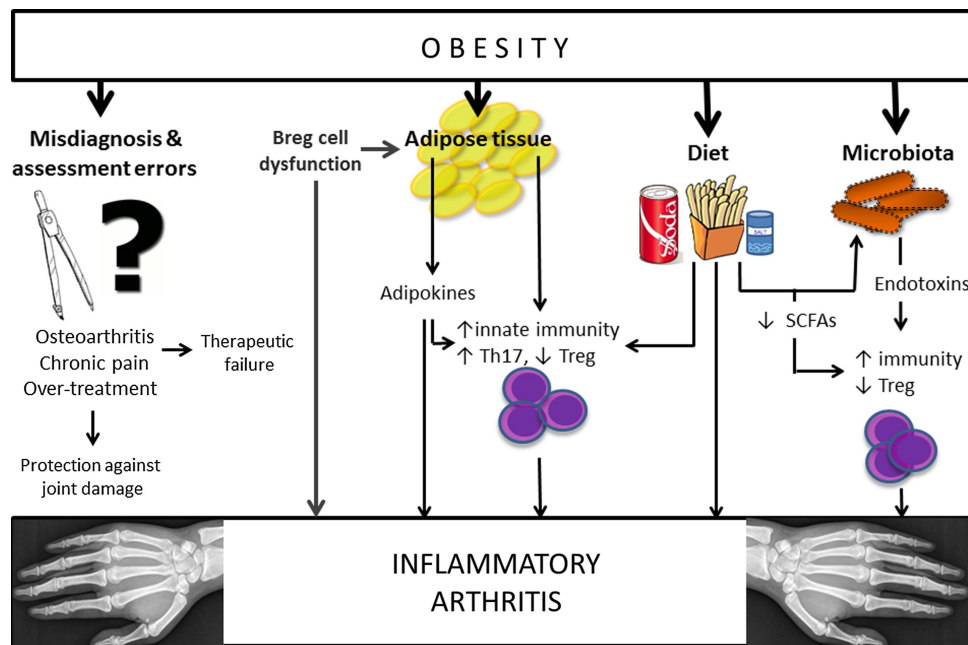 OBESITY
Misdiagnosis &
assessment errors
?
Osteoarthritis
Chronic pain
Over-treatment
Therapeutic
failure
Protection against
joint damage
Breg cell
dysfunction
Adipose tissue
Adipokines
↑innate immunity
↑ Th17, ↓ Treg
Diet
Soda
SALT
↓ SCFAs
Microbiota
Endotoxins
↑ immunity
↓ Treg
INFLAMMATORY
ARTHRITIS